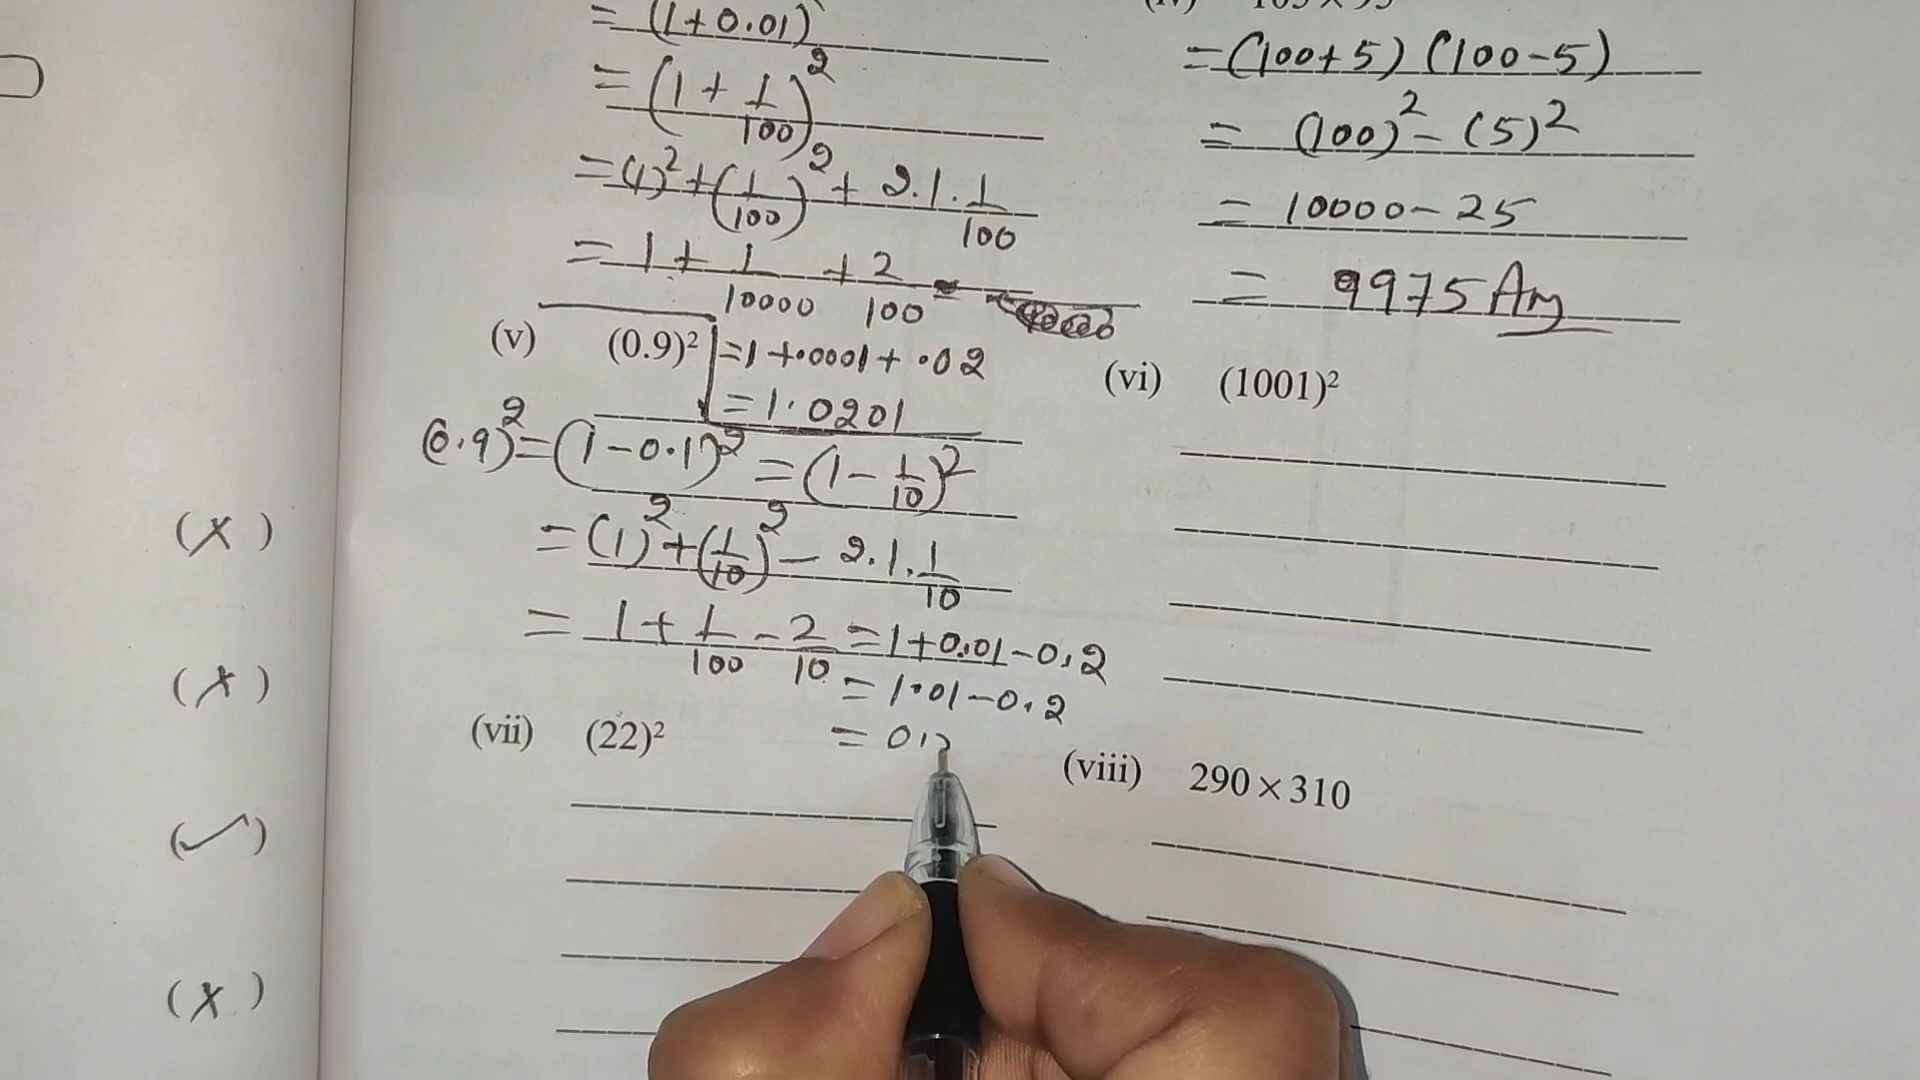 = (1+0.01)
= (1 + 1/100)²
= (1)² + (1/100)² + 2.1.1/100
= 1 + 1/10000 + 2/100
= 1+.0001+ .02
= 1.0201
= (100+5) (100-5)
= (100)² - (5)²
= 10000 - 25
= 9975 Ans
(v) (0.9)²
(0.9)² = (1-0.1)² = (1 - 1/10)²
= (1)² + (1/10)² - 2.1.1/10
= 1 + 1/100 - 2/10 = 1+0.01-0.2
= 1.01-0.2
= 0.
(vi) (1001)²
(vii) (22)²
(viii) 290 × 310
(X)
(X)
(✓)
(X)